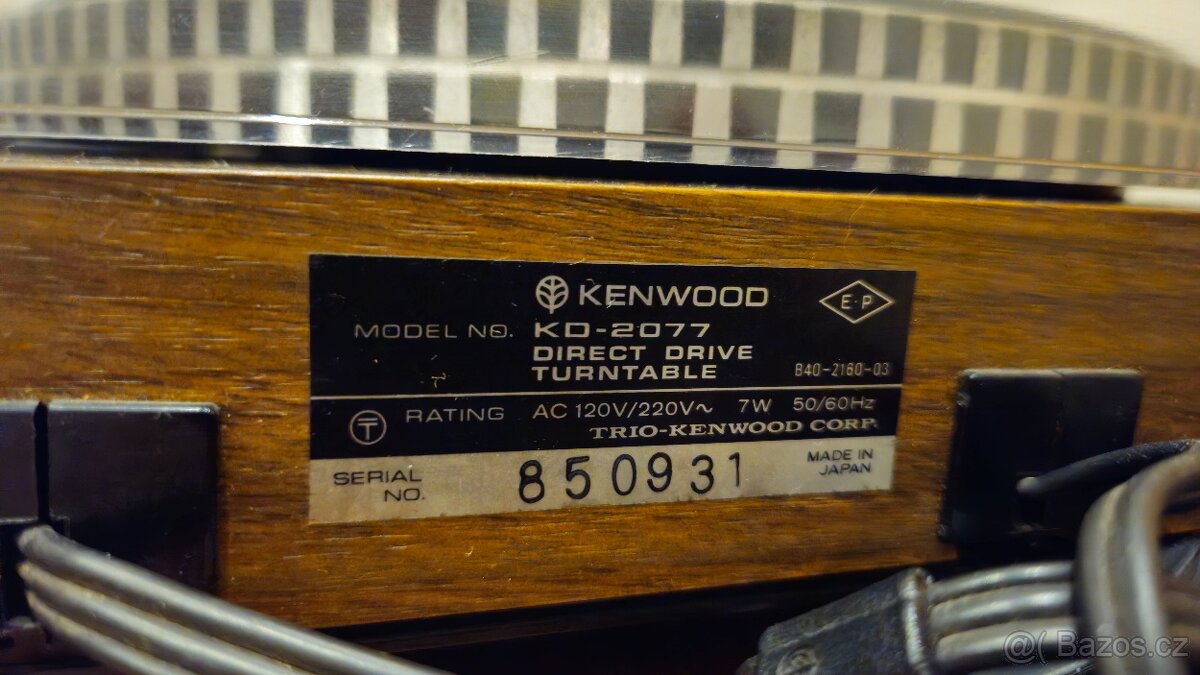 KENWOOD
E·P
MODEL NO. KD-2077
DIRECT DRIVE
TURNTABLE
B40-2160-03
T RATING AC 120V/220V~ 7W 50/60Hz
TRIO-KENWOOD CORP.
SERIAL NO. 850931
MADE IN JAPAN
@( Bazos.cz